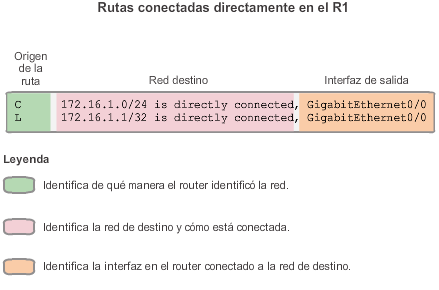 Rutas conectadas directamente en el R1
Origen
de la
ruta
Red destino
Interfaz de salida
C 172.16.1.0/24 is directly connected, GigabitEthernet0/0
L 172.16.1.1/32 is directly connected, GigabitEthernet0/0
Leyenda
Identifica de qué manera el router identificó la red.
Identifica la red de destino y cómo está conectada.
Identifica la interfaz en el router conectado a la red de destino.